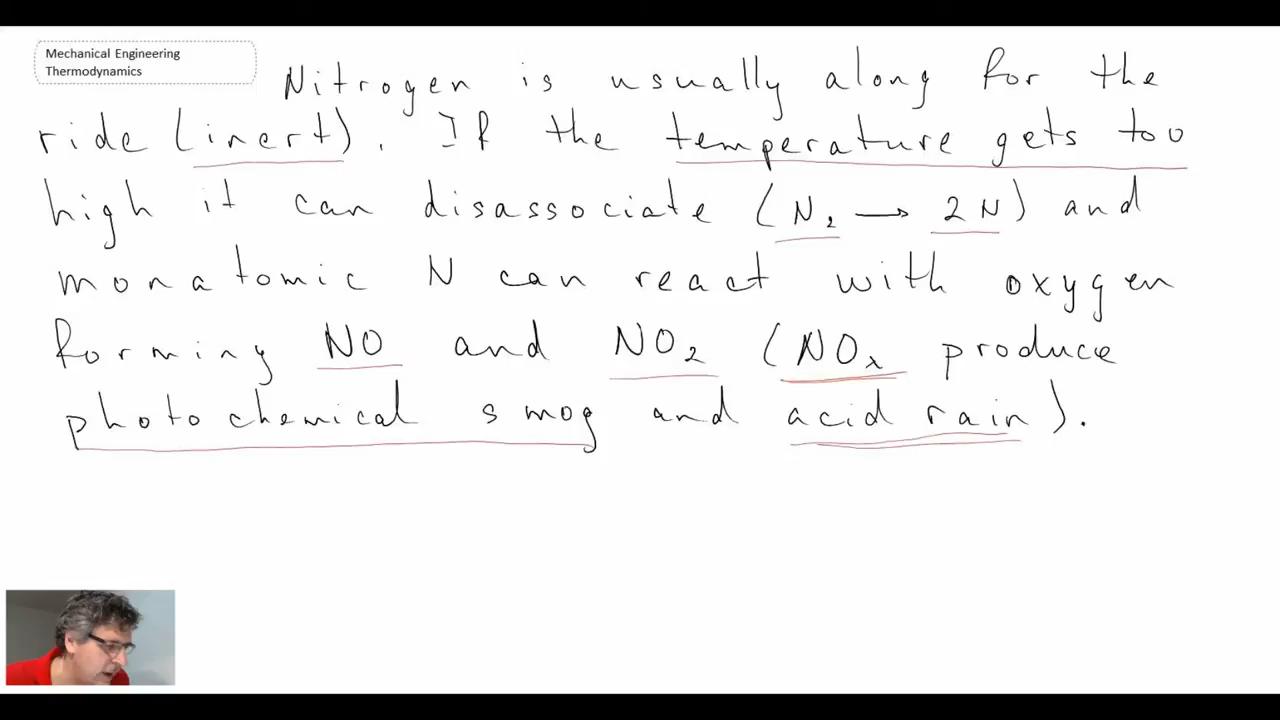 Mechanical Engineering
Thermodynamics
Nitrogen is usually along for the
ride (inert). If the temperature gets too
high it can disassociate (N₂ → 2N) and
monatomic N can react with oxygen
forming NO and NO₂ (NOₓ produce
photochemical smog and acid rain).